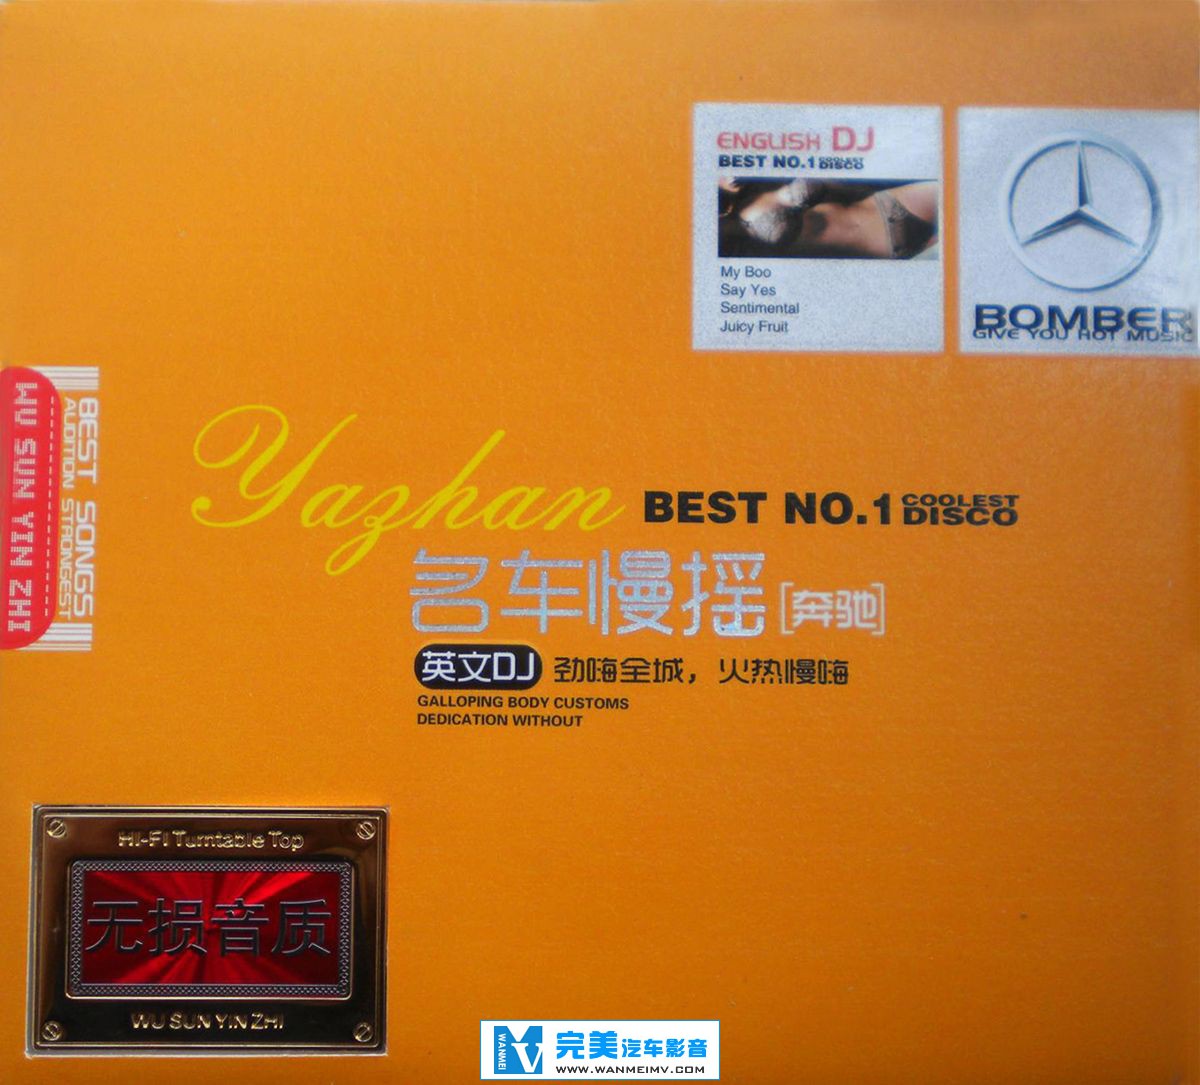 ENGLISH DJ
BEST NO.1 COOLEST DISCO
My Boo
Say Yes
Sentimental
Juicy Fruit
BOMBER
GIVE YOU HOT MUSIC
BEST SONGS
AUDITION STRONGEST
WU SUN YIN ZHI
Yazhan
BEST NO.1 COOLEST DISCO
名车慢摇[奔驰]
英文DJ 劲嗨全城，火热慢嗨
GALLOPING BODY CUSTOMS
DEDICATION WITHOUT
HI-FI Turntable Top
无损音质
WU SUN YIN ZHI
WANMEI MV 完美汽车影音
WWW.WANMEIMV.COM